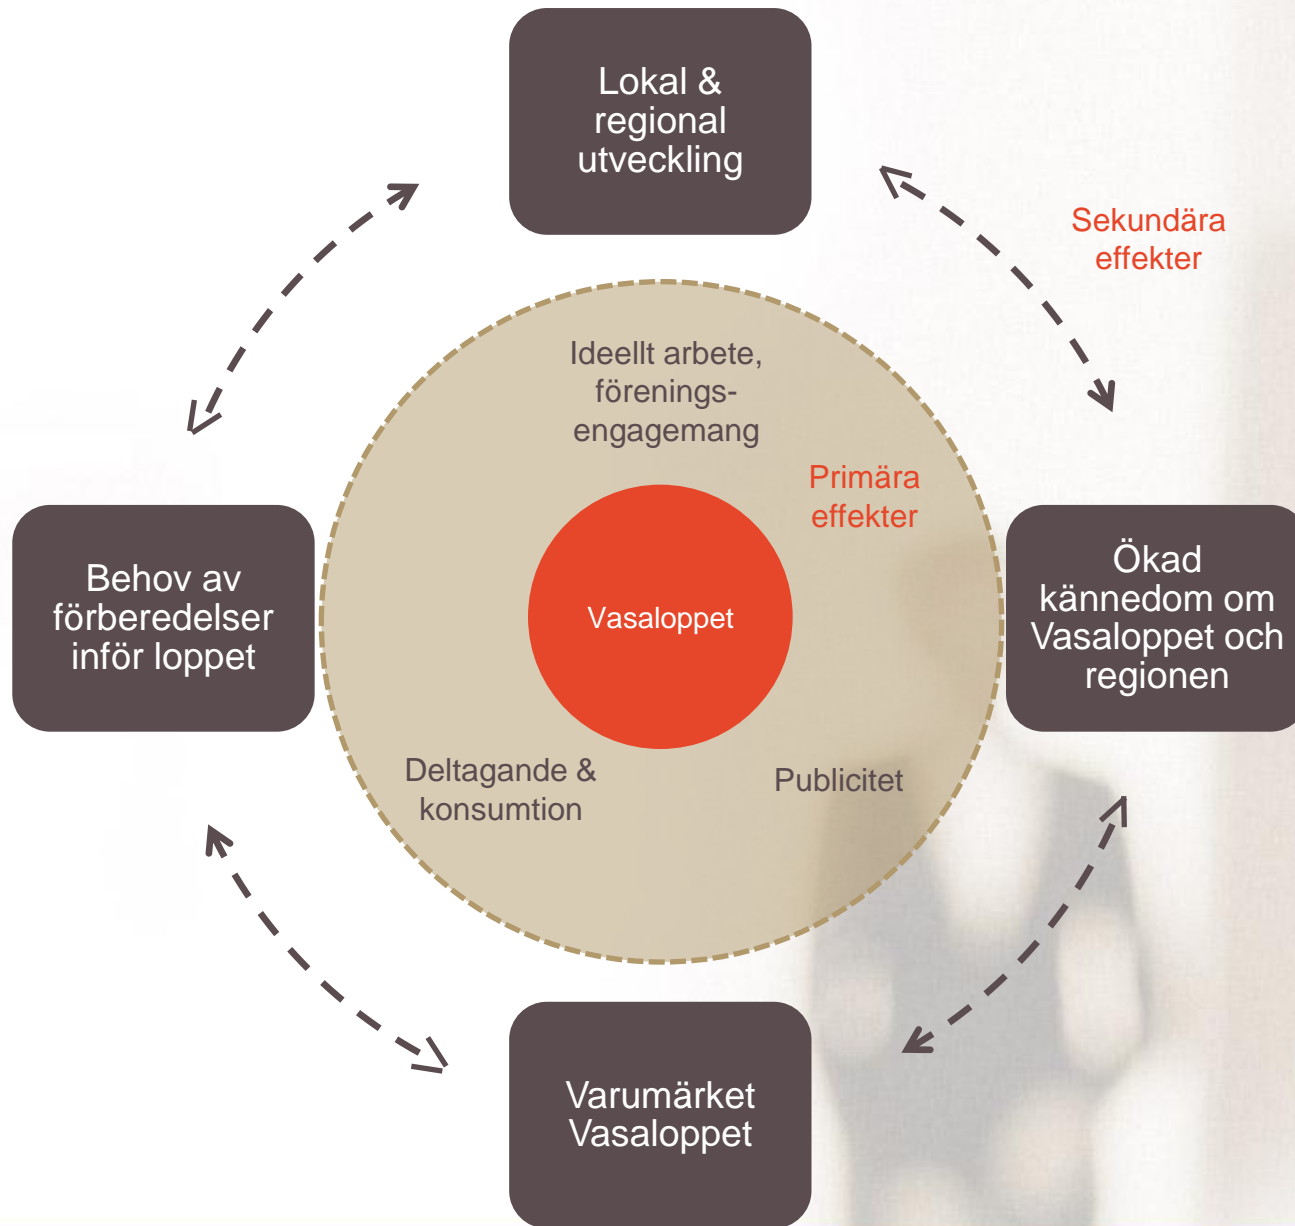 Lokal &
regional
utveckling
Sekundära
effekter
Ideellt arbete,
förenings-
engagemang
Primära
effekter
Behov av
förberedelser
inför loppet
Vasaloppet
Ökad
kännedom om
Vasaloppet och
regionen
Deltagande &
konsumtion
Publicitet
Varumärket
Vasaloppet